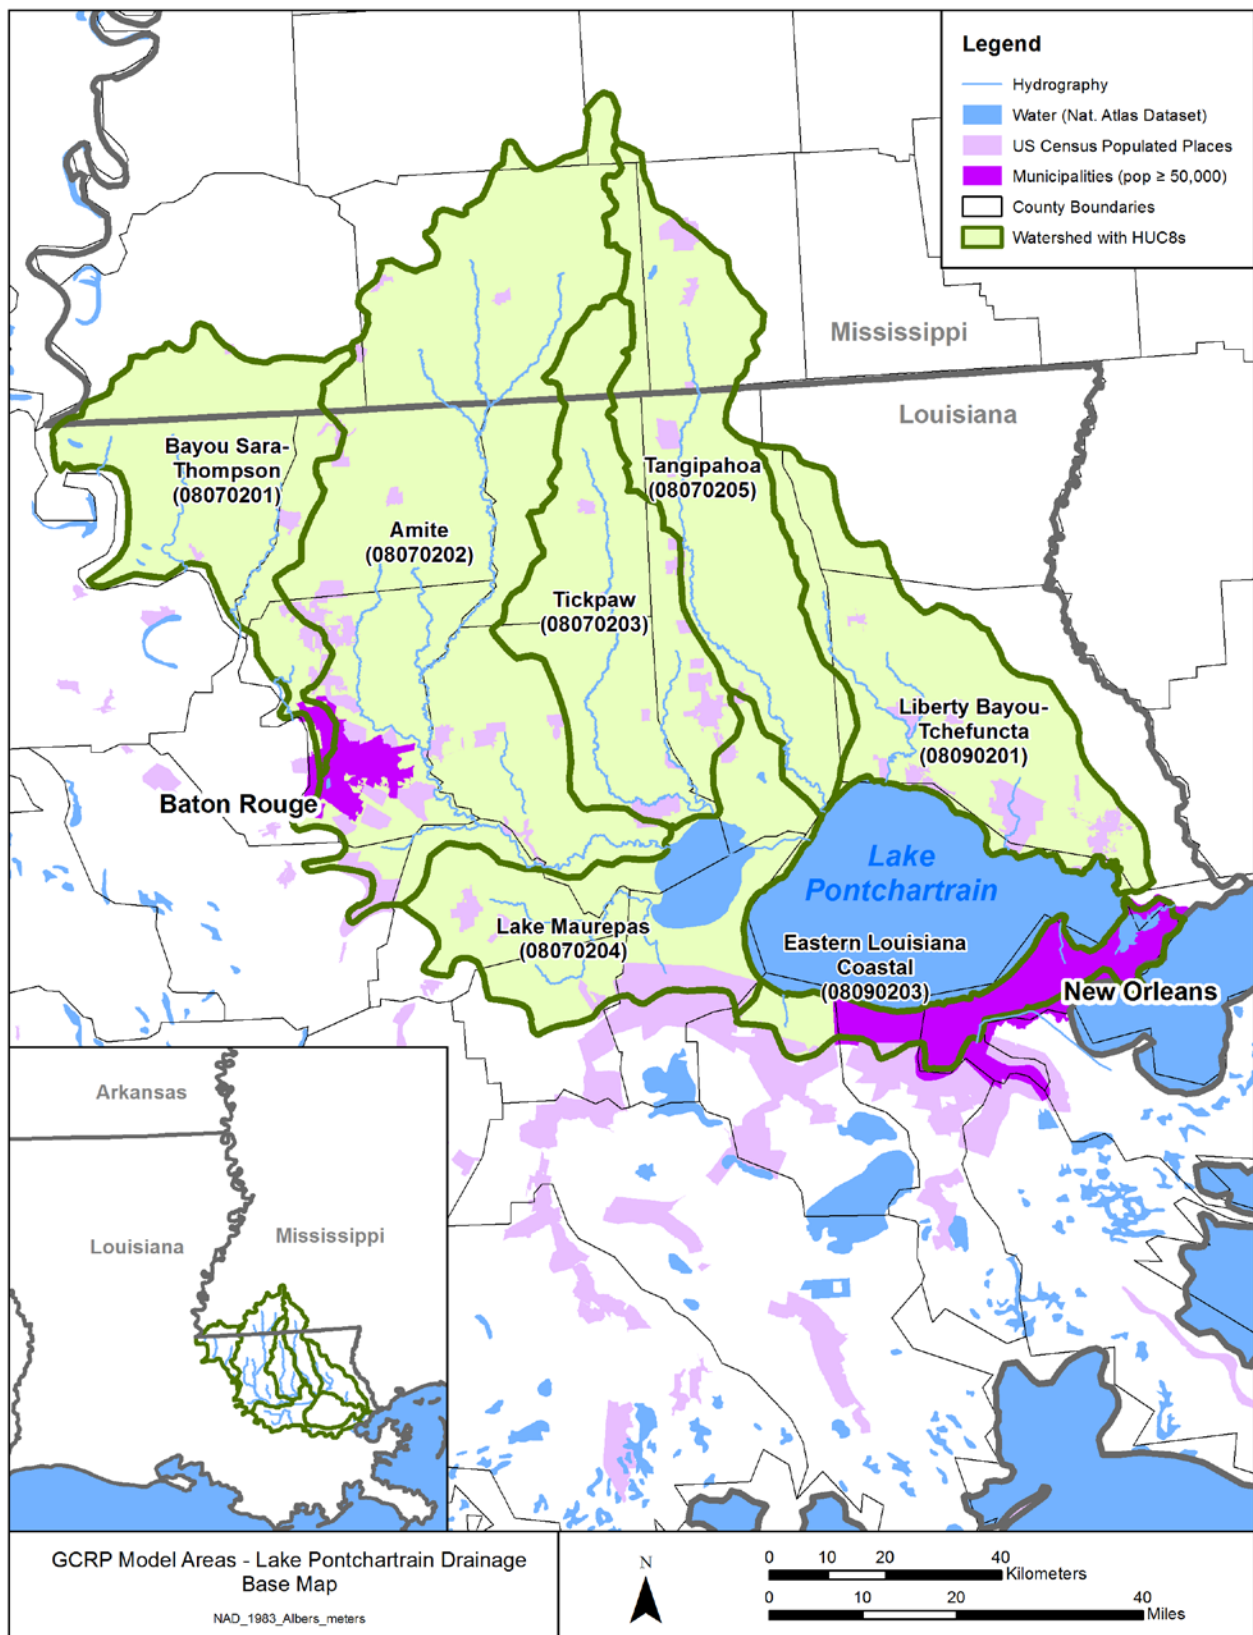 Legend
Hydrography
Water (Nat. Atlas Dataset)
US Census Populated Places
Municipalities (pop ≥ 50,000)
County Boundaries
Watershed with HUC8s
Mississippi
Louisiana
Bayou Sara-
Thompson
(08070201)
Amite
(08070202)
Tangipahoa
(08070205)
Tickpaw
(08070203)
Liberty Bayou-
Tchefuncta
(08090201)
Baton Rouge
Lake
Pontchartrain
Lake Maurepas
(08070204)
Eastern Louisiana
Coastal
(08090203)
New Orleans
Arkansas
Louisiana
Mississippi
GCRP Model Areas - Lake Pontchartrain Drainage
Base Map
NAD_1983_Albers_meters
N
0 10 20 40
Kilometers
0 10 20 40
Miles